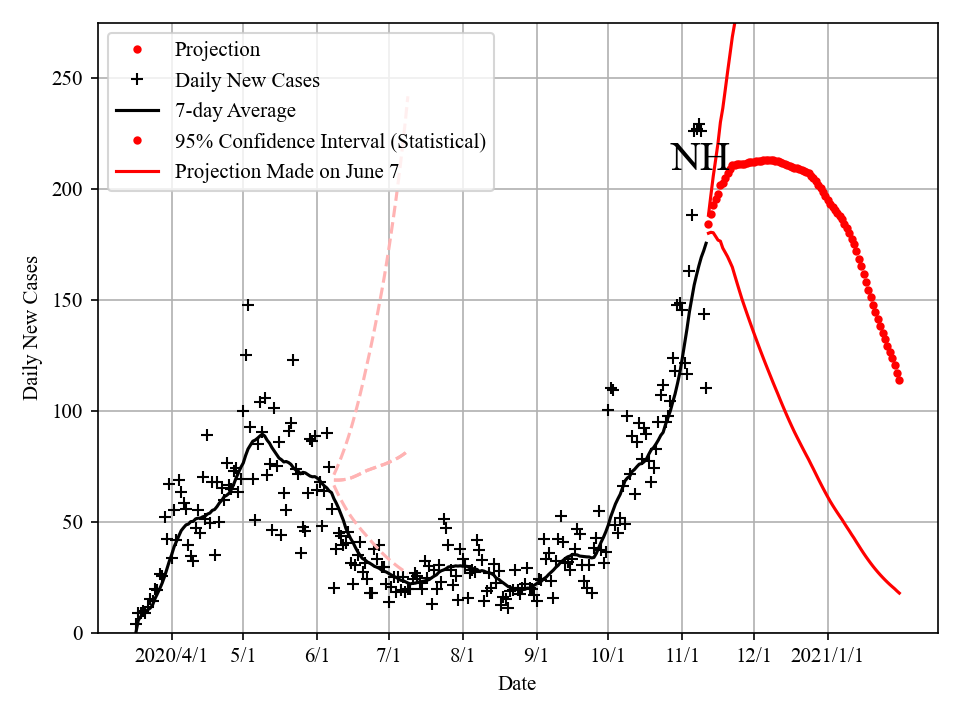 Projection
Daily New Cases
7-day Average
95% Confidence Interval (Statistical)
Projection Made on June 7
NH
Daily New Cases
250
200
150
100
50
0
2020/4/1 5/1 6/1 7/1 8/1 9/1 10/1 11/1 12/1 2021/1/1
Date